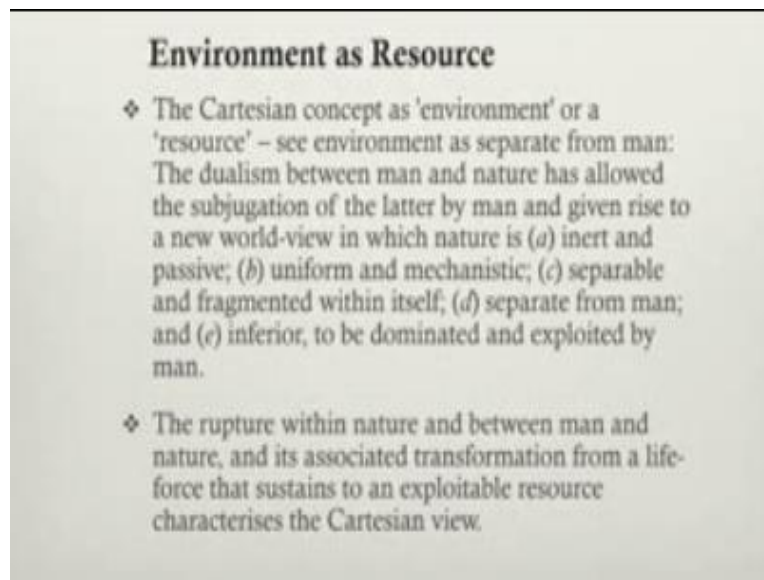 Environment as Resource
❖ The Cartesian concept as 'environment' or a
'resource' – see environment as separate from man:
The dualism between man and nature has allowed
the subjugation of the latter by man and given rise to
a new world-view in which nature is (a) inert and
passive; (b) uniform and mechanistic; (c) separable
and fragmented within itself; (d) separate from man;
and (e) inferior, to be dominated and exploited by
man.
❖ The rupture within nature and between man and
nature, and its associated transformation from a life-
force that sustains to an exploitable resource
characterises the Cartesian view.